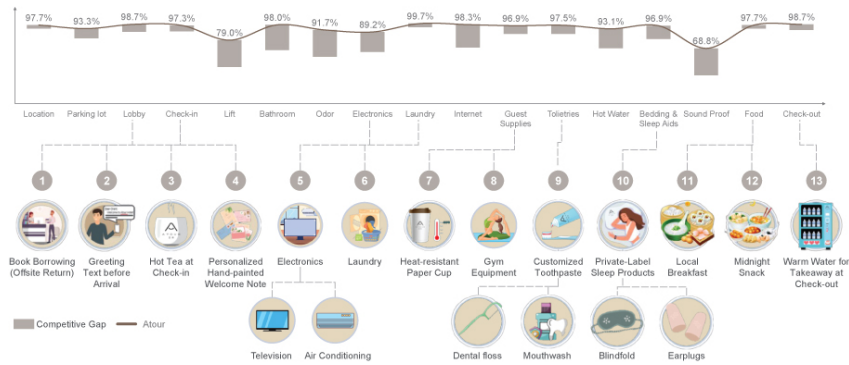 97.7%
93.3%
98.7%
97.3%
79.0%
98.0%
91.7%
89.2%
99.7%
98.3%
96.9%
97.5%
93.1%
96.9%
68.8%
97.7%
98.7%
Location
Parking lot
Lobby
Check-in
Lift
Bathroom
Odor
Electronics
Laundry
Internet
Guest
Supplies
Toiletries
Hot Water
Bedding &
Sleep Aids
Sound Proof
Food
Check-out
1
2
3
4
5
6
7
8
9
10
11
12
13
Book Borrowing
(Offsite Return)
Greeting
Text before
Arrival
Hot Tea at
Check-in
Personalized
Hand-painted
Welcome Note
Electronics
Laundry
Heat-resistant
Paper Cup
Gym
Equipment
Customized
Toothpaste
Private-Label
Sleep Products
Local
Breakfast
Midnight
Snack
Warm Water for
Takeaway at
Check-out
Competitive Gap
Atour
Television
Air Conditioning
Dental floss
Mouthwash
Blindfold
Earplugs